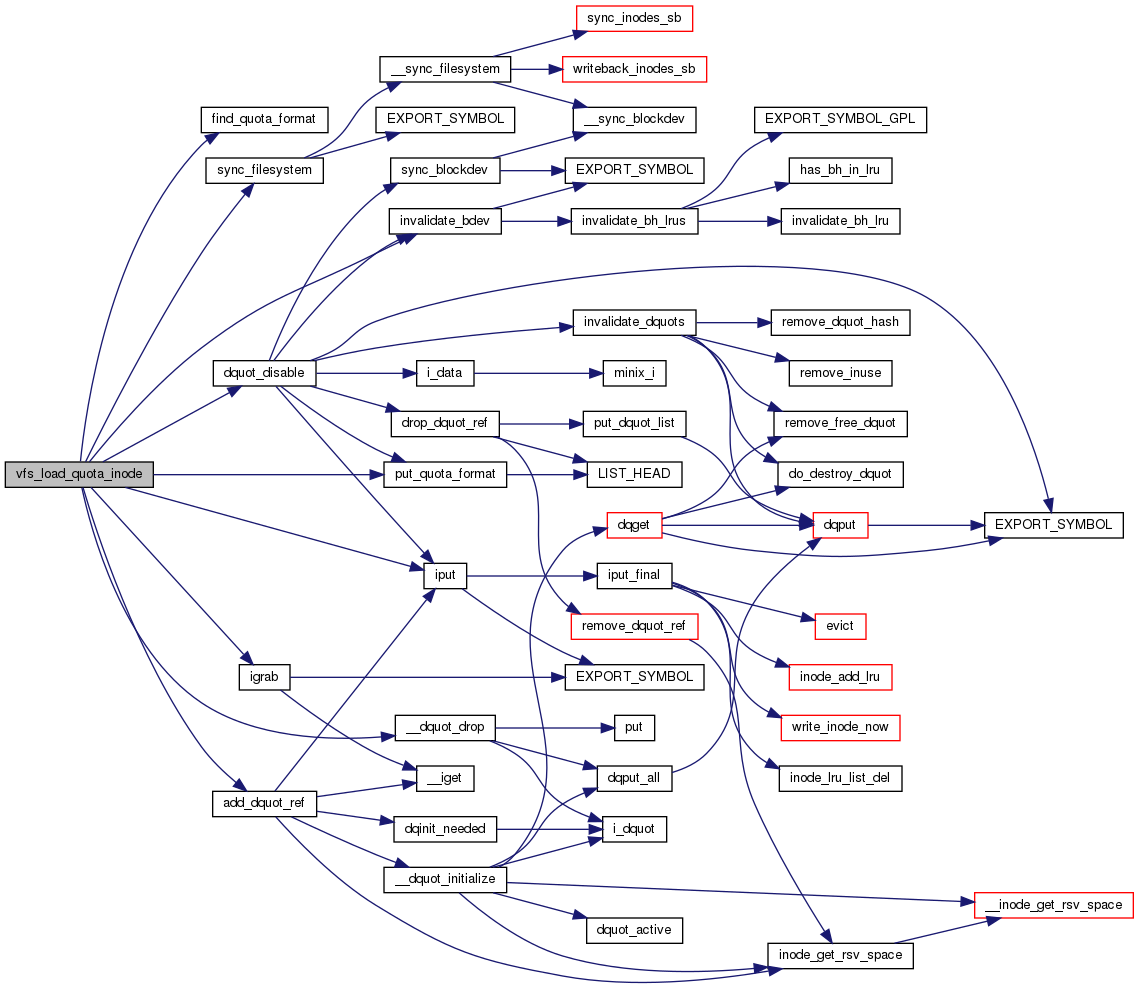 sync_inodes_sb
__sync_filesystem
writeback_inodes_sb
find_quota_format
EXPORT_SYMBOL
__sync_blockdev
EXPORT_SYMBOL_GPL
sync_filesystem
sync_blockdev
EXPORT_SYMBOL
has_bh_in_lru
invalidate_bdev
invalidate_bh_lrus
invalidate_bh_lru
invalidate_dquots
remove_dquot_hash
dquot_disable
i_data
minix_i
remove_inuse
drop_dquot_ref
put_dquot_list
remove_free_dquot
vfs_load_quota_inode
put_quota_format
LIST_HEAD
do_destroy_dquot
dqget
dqput
EXPORT_SYMBOL
iput
iput_final
remove_dquot_ref
evict
igrab
EXPORT_SYMBOL
inode_add_lru
__dquot_drop
put
write_inode_now
__iget
dqput_all
inode_lru_list_del
add_dquot_ref
dqinit_needed
i_dquot
__dquot_initialize
__inode_get_rsv_space
dquot_active
inode_get_rsv_space